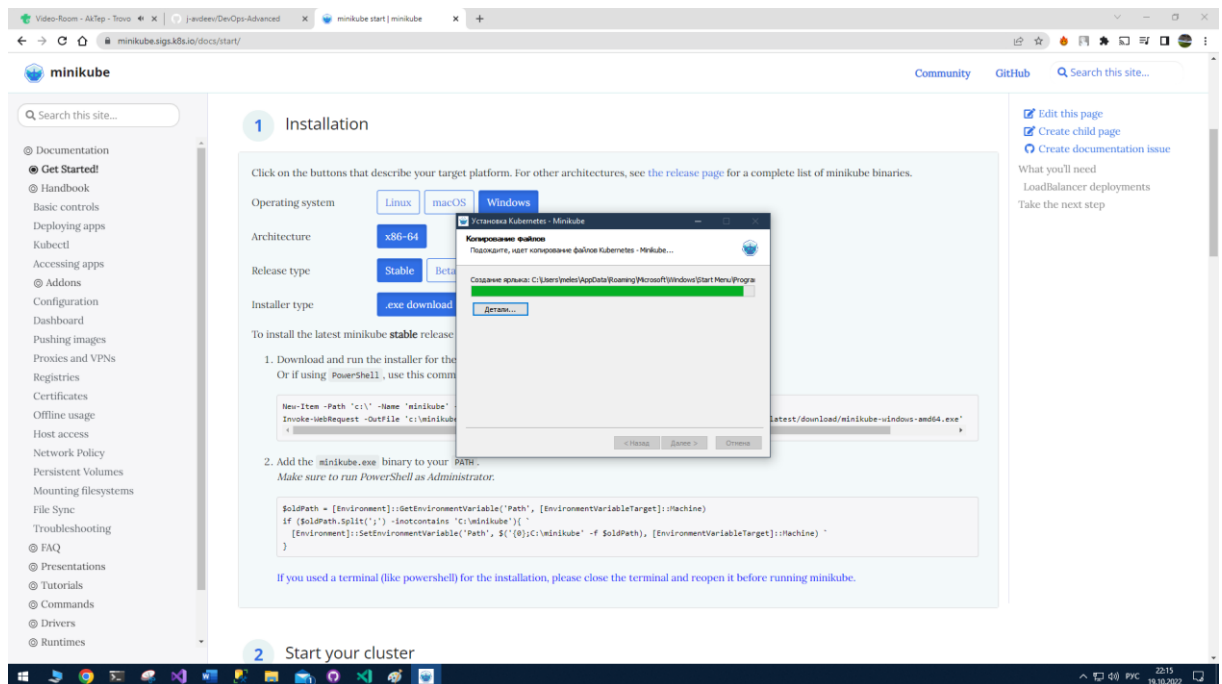 Video-Room - AkTep - Trovo
j-avdeev/DevOps-Advanced
minikube start | minikube
minikube.sigs.k8s.io/docs/start/
minikube
Community
GitHub
Search this site...
Search this site...
Documentation
Get Started!
Handbook
Basic controls
Deploying apps
Kubectl
Accessing apps
Addons
Configuration
Dashboard
Pushing images
Proxies and VPNs
Registries
Certificates
Offline usage
Host access
Network Policy
Persistent Volumes
Mounting filesystems
File Sync
Troubleshooting
FAQ
Presentations
Tutorials
Commands
Drivers
Runtimes
1 Installation
Click on the buttons that describe your target platform. For other architectures, see the release page for a complete list of minikube binaries.
Operating system Linux macOS Windows
Architecture x86-64
Release type Stable Beta
Installer type .exe download
To install the latest minikube stable release
1. Download and run the installer for the
Or if using PowerShell, use this comm
New-Item -Path 'c:\' -Name 'minikube'
Invoke-WebRequest -OutFile 'c:\minikube
latest/download/minikube-windows-amd64.exe'
2. Add the minikube.exe binary to your PATH.
Make sure to run PowerShell as Administrator.
$oldPath = [Environment]::GetEnvironmentVariable('Path', [EnvironmentVariableTarget]::Machine)
if ($oldPath.Split(';') -inotcontains 'C:\minikube'){ `
[Environment]::SetEnvironmentVariable('Path', $('{0};C:\minikube' -f $oldPath), [EnvironmentVariableTarget]::Machine) `
}
If you used a terminal (like powershell) for the installation, please close the terminal and reopen it before running minikube.
2 Start your cluster
Установка Kubernetes - Minikube
Копирование файлов
Подождите, идет копирование файлов Kubernetes - Minikube...
Создание ярлыка: C:\Users\meles\AppData\Roaming\Microsoft\Windows\Start Menu\Progra
Детали...
< Назад
Далее >
Отмена
Edit this page
Create child page
Create documentation issue
What you'll need
LoadBalancer deployments
Take the next step
РУС
22:15
19.10.2022